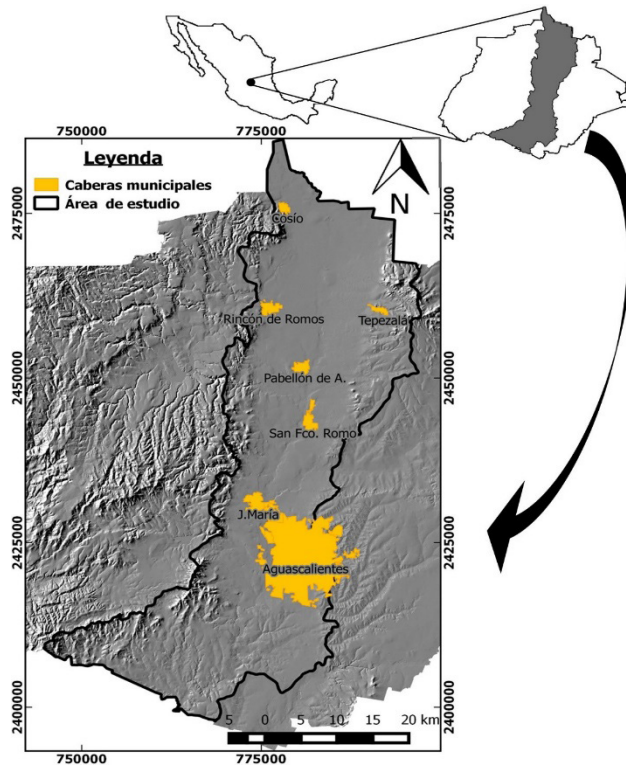 750000
775000
Leyenda
Caberas municipales
Área de estudio
N
2475000
2475000
Cosío
Rincón de Romos
Tepezalá
2450000
2450000
Pabellón de A.
San Fco. Romo
J.María
2425000
2425000
Aguascalientes
2400000
2400000
5 0 5 10 15 20 km
750000
775000